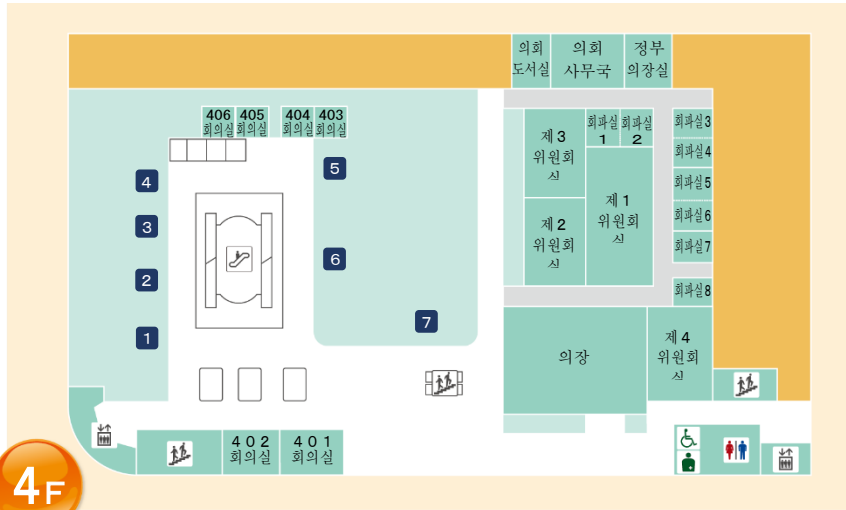 의회
도서실
의회
사무국
정부
의장실
406
회의실
405
회의실
404
회의실
403
회의실
제3
위원회
실
회파실
1
회파실
2
회파실3
회파실4
회파실5
회파실6
회파실7
회파실8
제1
위원회
실
제2
위원회
실
5
4
3
6
2
7
1
의장
제4
위원회
실
402
회의실
401
회의실
4F